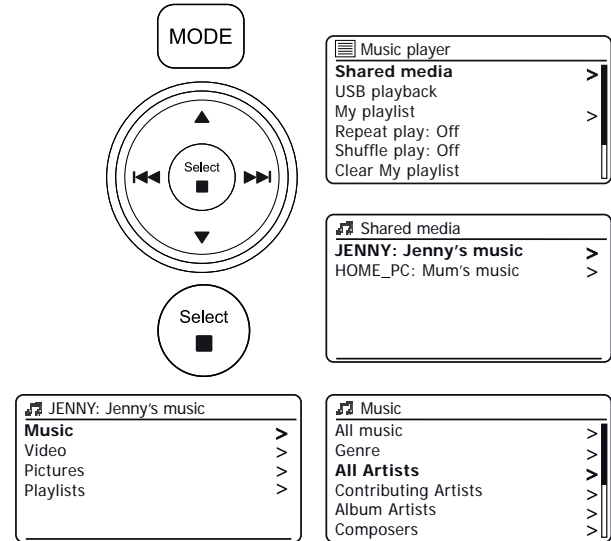 MODE
Select
Select
Music player
Shared media >
USB playback
My playlist >
Repeat play: Off
Shuffle play: Off
Clear My playlist
Shared media
JENNY: Jenny's music >
HOME_PC: Mum's music >
JENNY: Jenny's music
Music >
Video >
Pictures >
Playlists >
Music
All music >
Genre >
All Artists >
Contributing Artists >
Album Artists >
Composers >